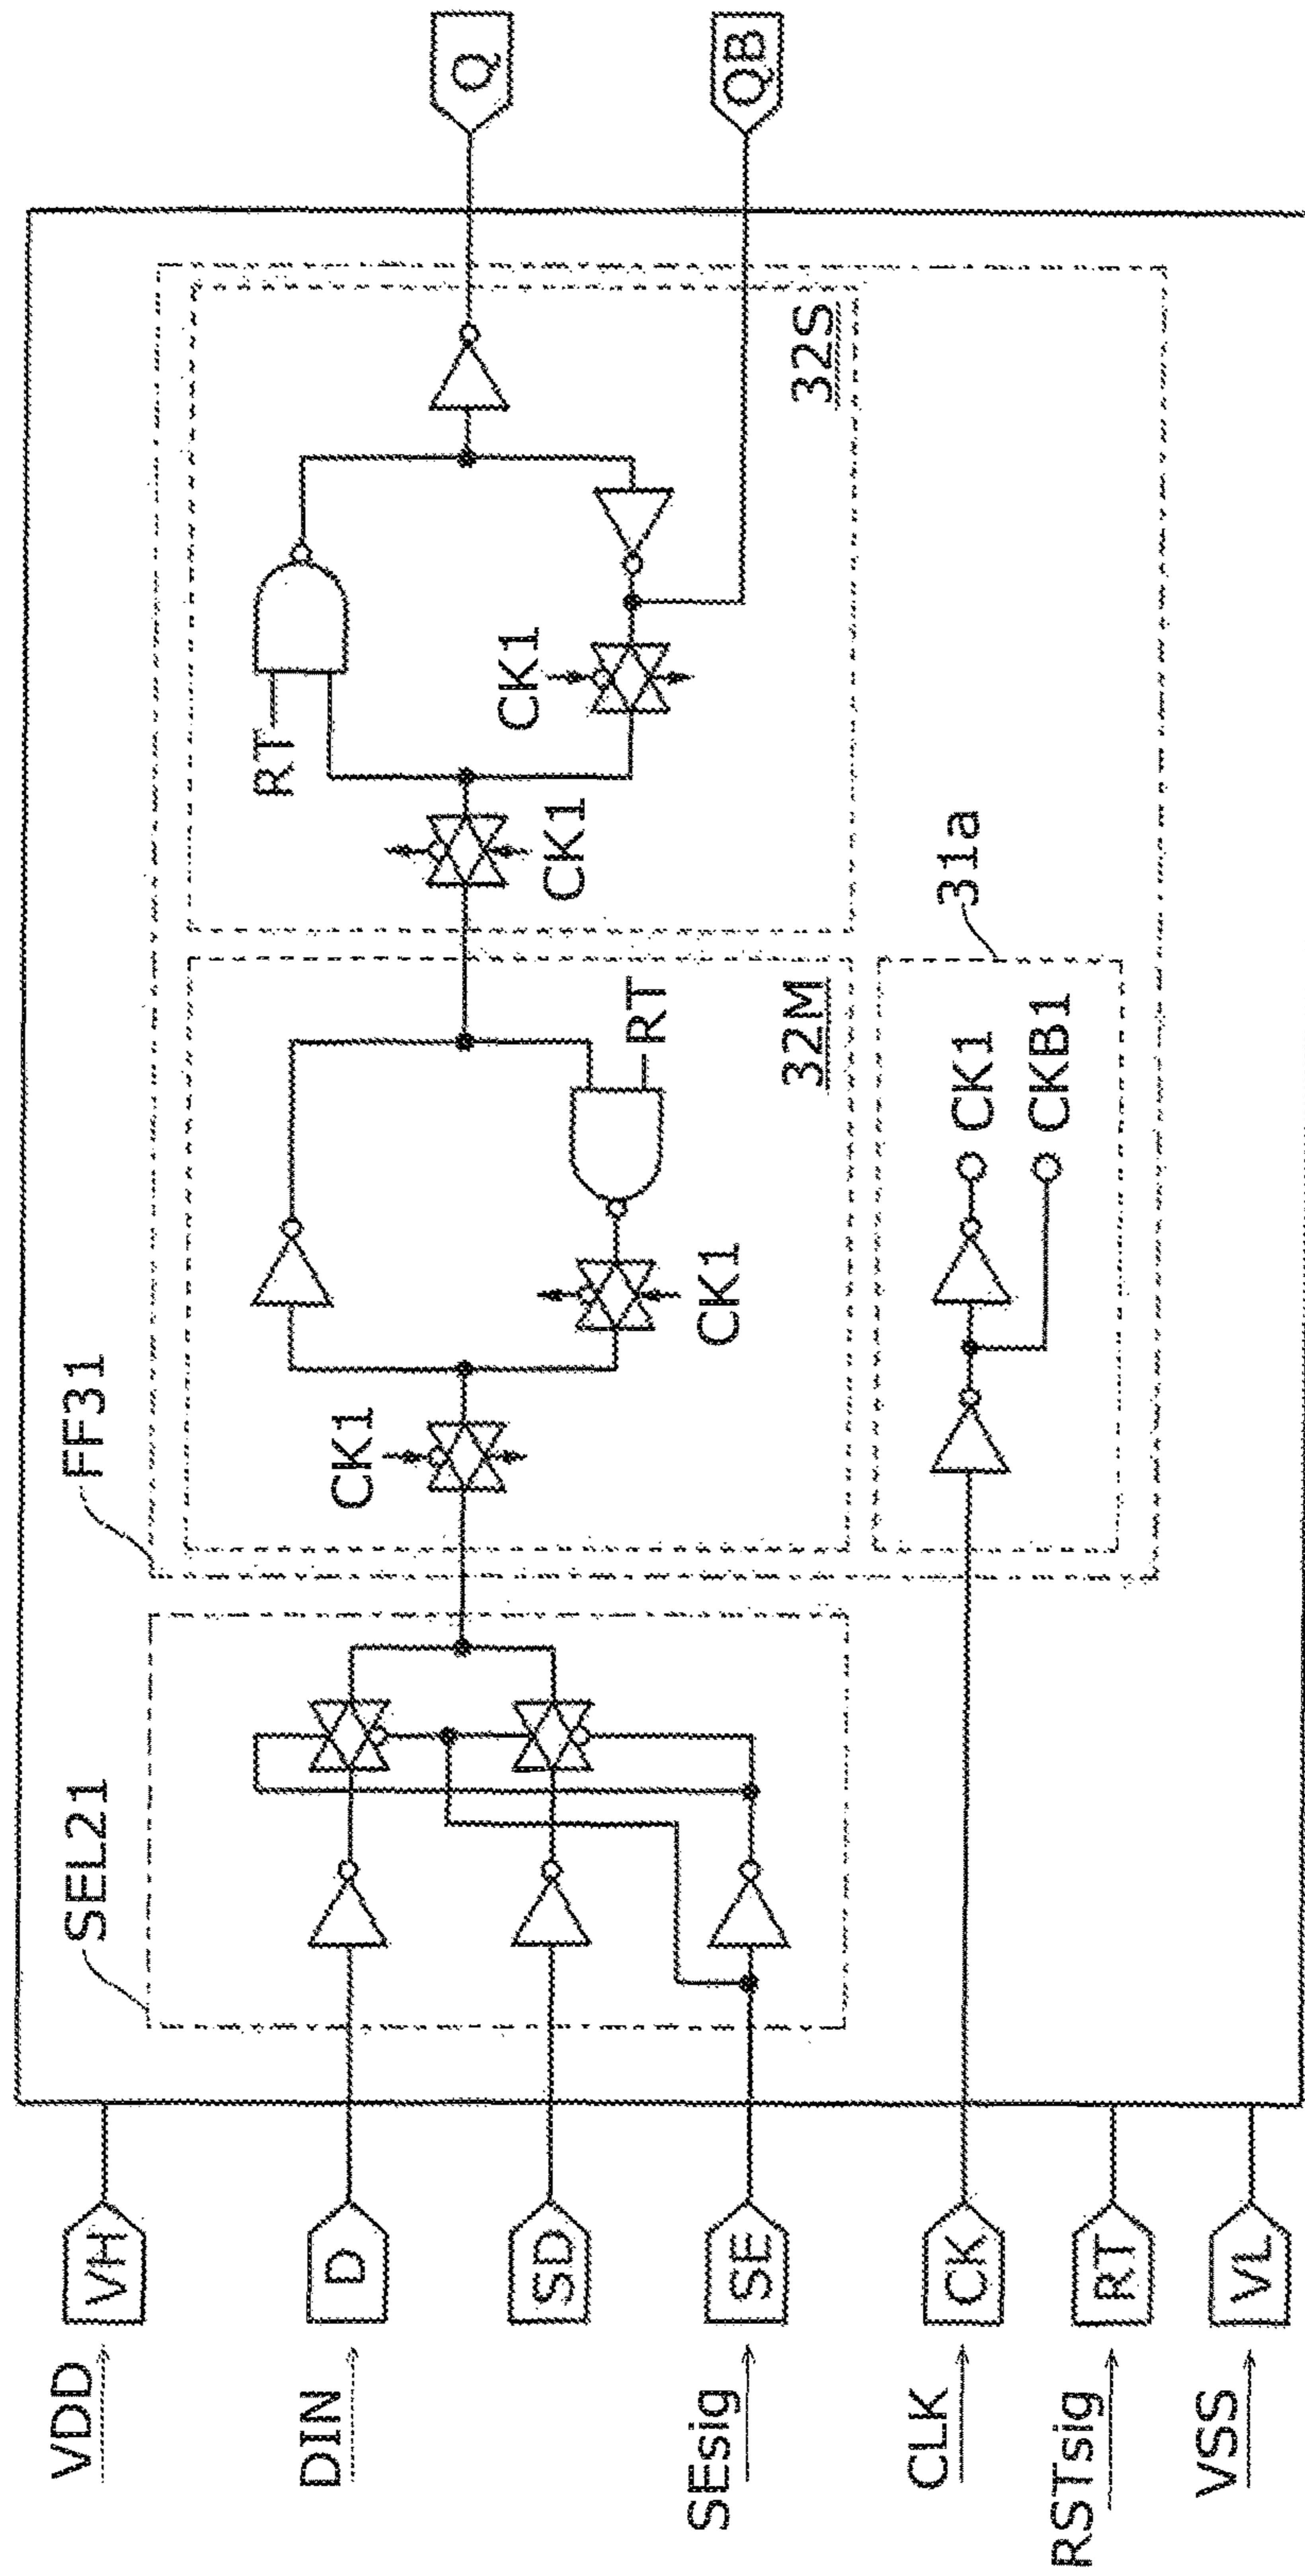 VDD
VH
DIN
D
SD
SEsig
SE
CLK
CK
RSTsig
RT
VSS
VL
SEL21
FF31
CK1
CK1
RT
32M
CK1
RT
CK1
32S
31a
CK1
CKB1
Q
QB